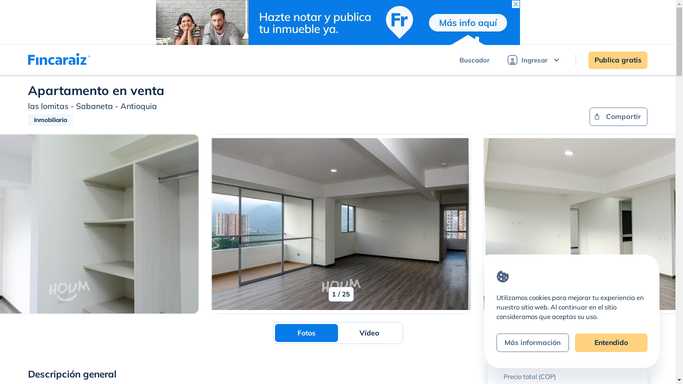 Hazte notar y publica
tu inmueble ya.
Fr
Más info aquí
Fincaraiz
Buscador
Ingresar
Publica gratis
Apartamento en venta
las lomitas - Sabaneta - Antioquia
Inmobiliaria
Compartir
HOUM
HOUM
1 / 25
Fotos
Vídeo
Utilizamos cookies para mejorar tu experiencia en
nuestro sitio web. Al continuar en el sitio
consideramos que aceptas su uso.
Más información
Entendido
Descripción general
Precio total (COP)